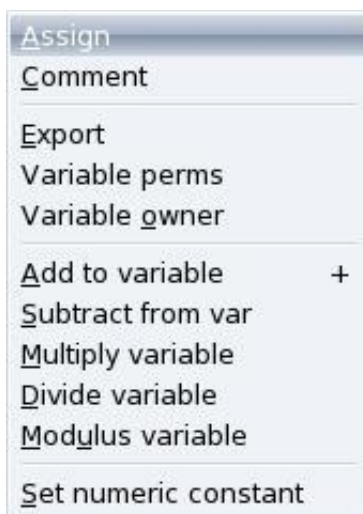 Assign
Comment
Export
Variable perms
Variable owner
Add to variable +
Subtract from var
Multiply variable
Divide variable
Modulus variable
Set numeric constant